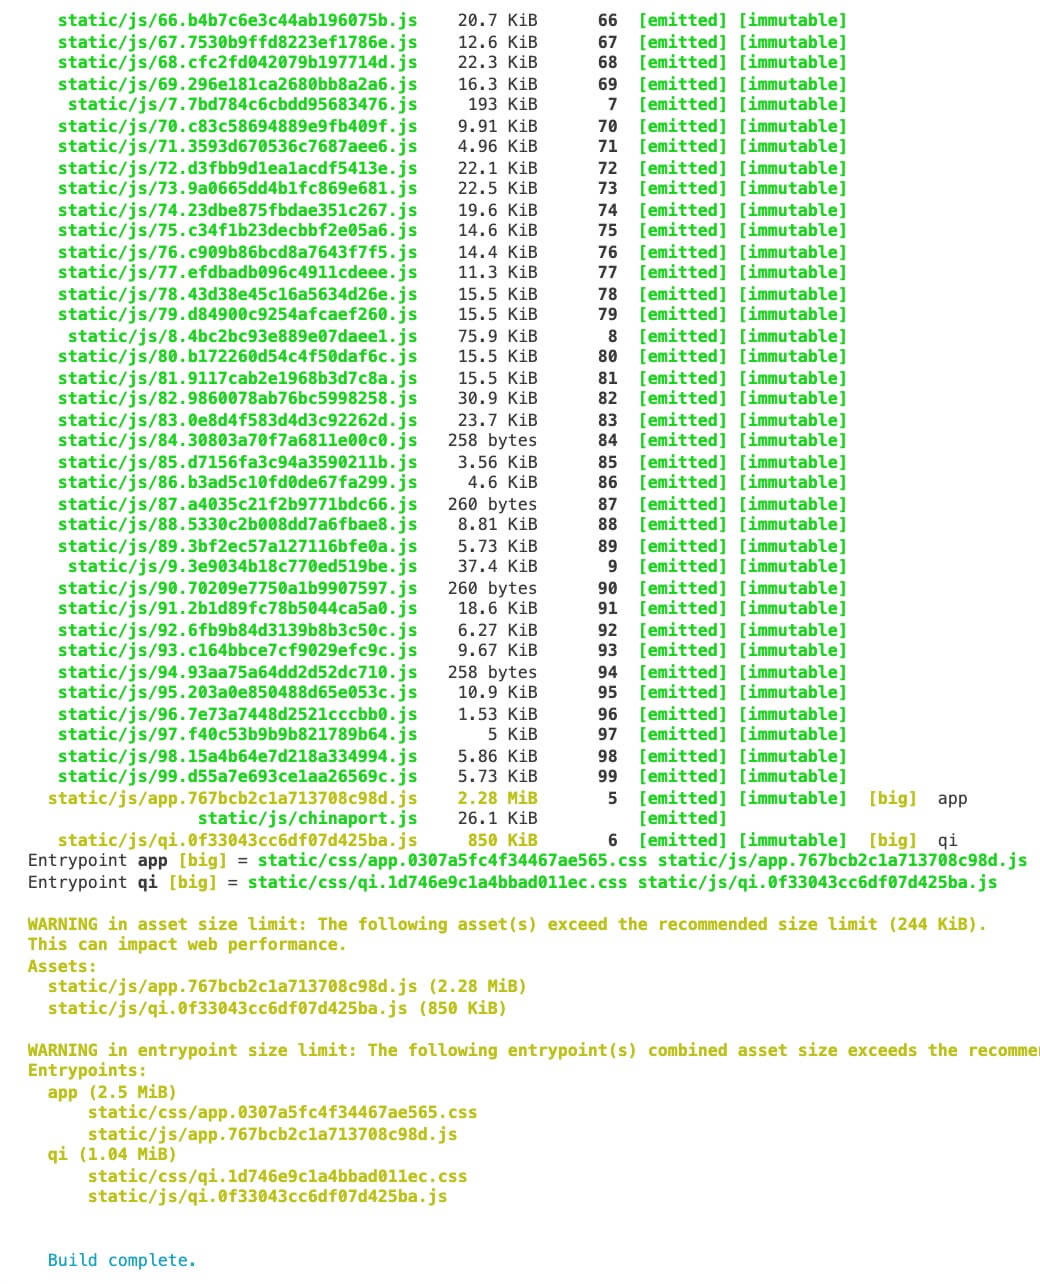 static/js/66.b4b7c6e3c44ab196075b.js 20.7 KiB 66 [emitted] [immutable]
static/js/67.7530b9ffd8223ef1786e.js 12.6 KiB 67 [emitted] [immutable]
static/js/68.cfc2fd042079b197714d.js 22.3 KiB 68 [emitted] [immutable]
static/js/69.296e181ca2680bb8a2a6.js 16.3 KiB 69 [emitted] [immutable]
static/js/7.7bd784c6cbdd95683476.js 193 KiB 7 [emitted] [immutable]
static/js/70.c83c58694889e9fb409f.js 9.91 KiB 70 [emitted] [immutable]
static/js/71.3593d670536c7687aee6.js 4.96 KiB 71 [emitted] [immutable]
static/js/72.d3fbb9d1ea1acdf5413e.js 22.1 KiB 72 [emitted] [immutable]
static/js/73.9a0665dd4b1fc869e681.js 22.5 KiB 73 [emitted] [immutable]
static/js/74.23dbe875fbdae351c267.js 19.6 KiB 74 [emitted] [immutable]
static/js/75.c34f1b23decbbf2e05a6.js 14.6 KiB 75 [emitted] [immutable]
static/js/76.c909b86bcd8a7643f7f5.js 14.4 KiB 76 [emitted] [immutable]
static/js/77.efdbadb096c4911cdeee.js 11.3 KiB 77 [emitted] [immutable]
static/js/78.43d38e45c16a5634d26e.js 15.5 KiB 78 [emitted] [immutable]
static/js/79.d84900c9254afcaef260.js 15.5 KiB 79 [emitted] [immutable]
static/js/8.4bc2bc93e889e07daee1.js 75.9 KiB 8 [emitted] [immutable]
static/js/80.b172260d54c4f50daf6c.js 15.5 KiB 80 [emitted] [immutable]
static/js/81.9117cab2e1968b3d7c8a.js 15.5 KiB 81 [emitted] [immutable]
static/js/82.9860078ab76bc5998258.js 30.9 KiB 82 [emitted] [immutable]
static/js/83.0e8d4f583d4d3c92262d.js 23.7 KiB 83 [emitted] [immutable]
static/js/84.30803a70f7a6811e00c0.js 258 bytes 84 [emitted] [immutable]
static/js/85.d7156fa3c94a3590211b.js 3.56 KiB 85 [emitted] [immutable]
static/js/86.b3ad5c10fd0de67fa299.js 4.6 KiB 86 [emitted] [immutable]
static/js/87.a4035c21f2b9771bdc66.js 260 bytes 87 [emitted] [immutable]
static/js/88.5330c2b008dd7a6fbae8.js 8.81 KiB 88 [emitted] [immutable]
static/js/89.3bf2ec57a127116bfe0a.js 5.73 KiB 89 [emitted] [immutable]
static/js/9.3e9034b18c770ed519be.js 37.4 KiB 9 [emitted] [immutable]
static/js/90.70209e7750a1b9907597.js 260 bytes 90 [emitted] [immutable]
static/js/91.2b1d89fc78b5044ca5a0.js 18.6 KiB 91 [emitted] [immutable]
static/js/92.6fb9b84d3139b8b3c50c.js 6.27 KiB 92 [emitted] [immutable]
static/js/93.c164bbce7cf9029efc9c.js 9.67 KiB 93 [emitted] [immutable]
static/js/94.93aa75a64dd2d52dc710.js 258 bytes 94 [emitted] [immutable]
static/js/95.203a0e850488d65e053c.js 10.9 KiB 95 [emitted] [immutable]
static/js/96.7e73a7448d2521cccbb0.js 1.53 KiB 96 [emitted] [immutable]
static/js/97.f40c53b9b9b821789b64.js 5 KiB 97 [emitted] [immutable]
static/js/98.15a4b64e7d218a334994.js 5.86 KiB 98 [emitted] [immutable]
static/js/99.d55a7e693ce1aa26569c.js 5.73 KiB 99 [emitted] [immutable]
static/js/app.767bcb2c1a713708c98d.js 2.28 MiB 5 [emitted] [immutable] [big] app
static/js/chinaport.js 26.1 KiB [emitted]
static/js/qi.0f33043cc6df07d425ba.js 850 KiB 6 [emitted] [immutable] [big] qi
Entrypoint app [big] = static/css/app.0307a5fc4f34467ae565.css static/js/app.767bcb2c1a713708c98d.js
Entrypoint qi [big] = static/css/qi.1d746e9c1a4bbad011ec.css static/js/qi.0f33043cc6df07d425ba.js
WARNING in asset size limit: The following asset(s) exceed the recommended size limit (244 KiB).
This can impact web performance.
Assets:
static/js/app.767bcb2c1a713708c98d.js (2.28 MiB)
static/js/qi.0f33043cc6df07d425ba.js (850 KiB)
WARNING in entrypoint size limit: The following entrypoint(s) combined asset size exceeds the recomme
Entrypoints:
app (2.5 MiB)
static/css/app.0307a5fc4f34467ae565.css
static/js/app.767bcb2c1a713708c98d.js
qi (1.04 MiB)
static/css/qi.1d746e9c1a4bbad011ec.css
static/js/qi.0f33043cc6df07d425ba.js
Build complete.